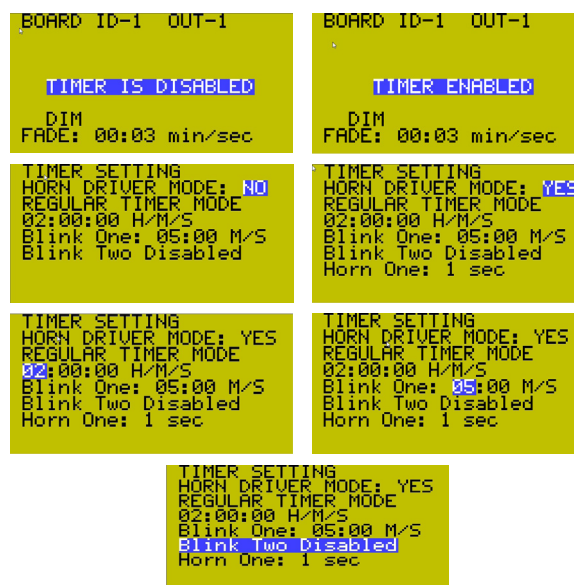 BOARD ID-1 OUT-1
TIMER IS DISABLED
DIM
FADE: 00:03 min/sec
BOARD ID-1 OUT-1
TIMER ENABLED
DIM
FADE: 00:03 min/sec
TIMER SETTING
HORN DRIVER MODE: NO
REGULAR TIMER MODE
02:00:00 H/M/S
Blink One: 05:00 M/S
Blink Two Disabled
TIMER SETTING
HORN DRIVER MODE: YES
REGULAR TIMER MODE
02:00:00 H/M/S
Blink One: 05:00 M/S
Blink Two Disabled
Horn One: 1 sec
TIMER SETTING
HORN DRIVER MODE: YES
REGULAR TIMER MODE
02:00:00 H/M/S
Blink One: 05:00 M/S
Blink Two Disabled
Horn One: 1 sec
TIMER SETTING
HORN DRIVER MODE: YES
REGULAR TIMER MODE
02:00:00 H/M/S
Blink One: 05:00 M/S
Blink Two Disabled
Horn One: 1 sec
TIMER SETTING
HORN DRIVER MODE: YES
REGULAR TIMER MODE
02:00:00 H/M/S
Blink One: 05:00 M/S
Blink Two Disabled
Horn One: 1 sec